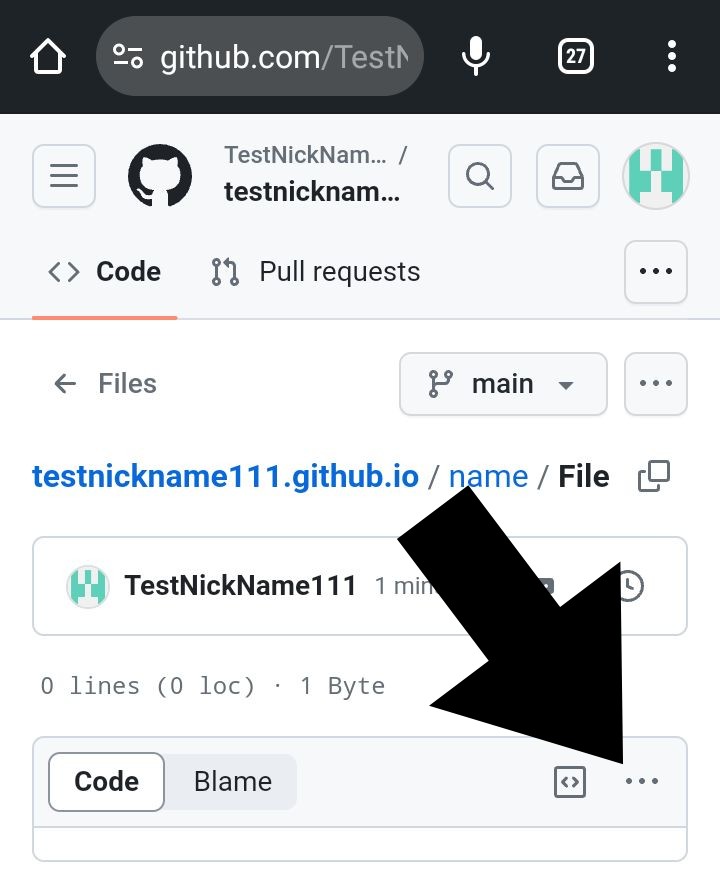 github.com/TestN
27
TestNickNam... /
testnicknam...
Code
Pull requests
Files
main
testnickname111.github.io / name / File
TestNickName111 1 min
0 lines (0 loc) · 1 Byte
Code
Blame